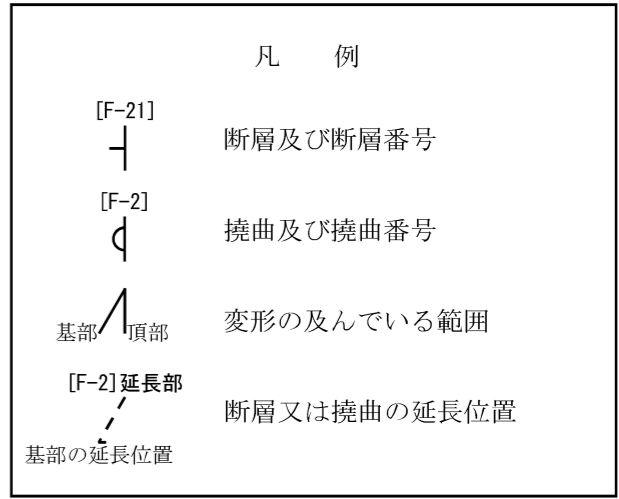 凡 例
[F-21]
断層及び断層番号
[F-2]
撓曲及び撓曲番号
基部 頂部
変形の及んでいる範囲
[F-2]延長部
断層又は撓曲の延長位置
基部の延長位置